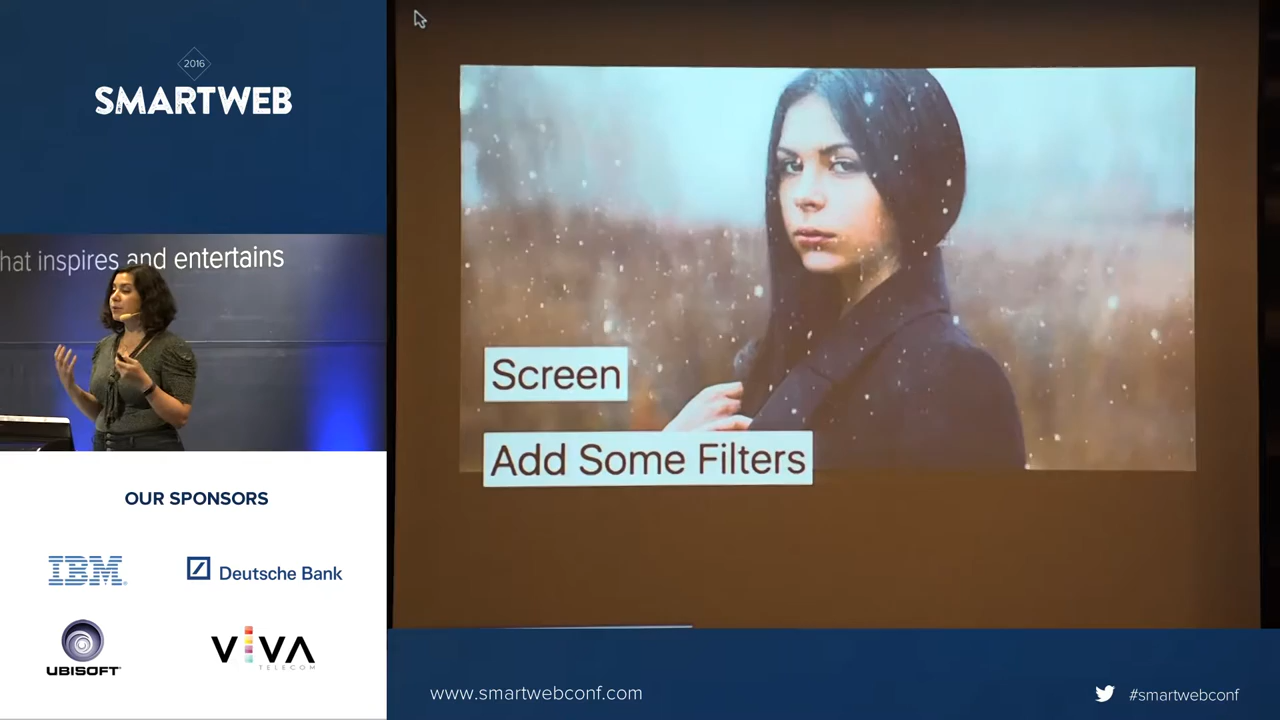 2016
SMARTWEB
hat inspires and entertains
OUR SPONSORS
IBM
Deutsche Bank
UBISOFT
VIVA
TELECOM
Screen
Add Some Filters
www.smartwebconf.com
#smartwebconf